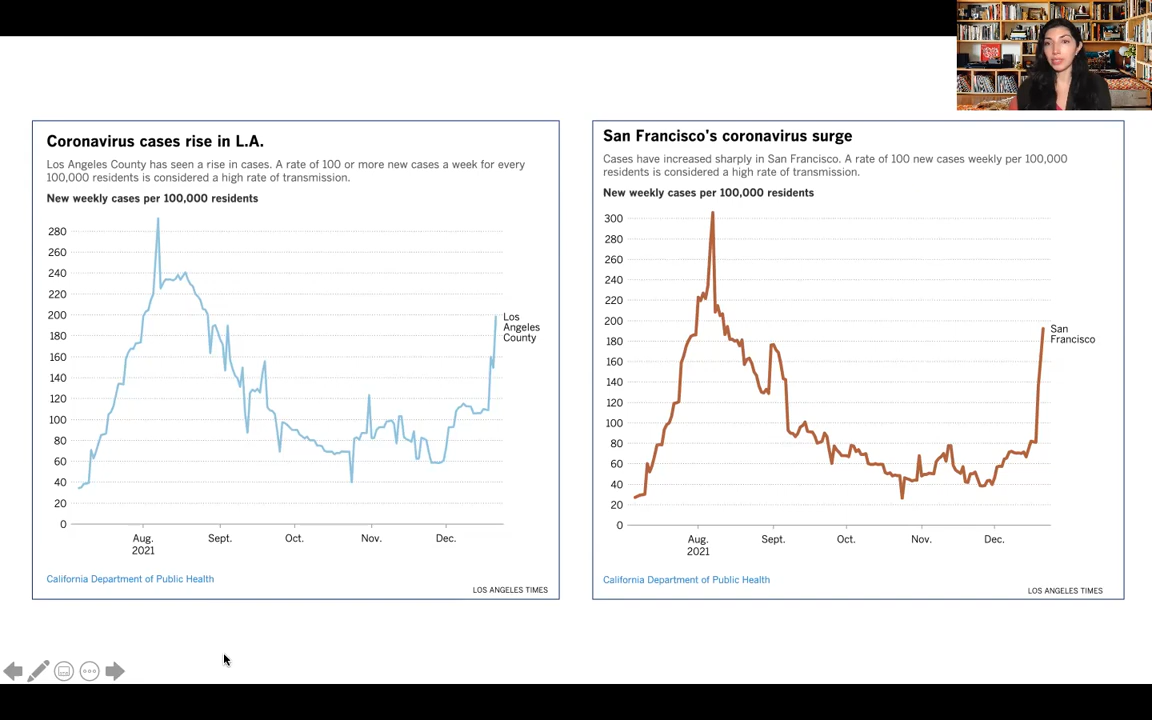 Coronavirus cases rise in L.A.
Los Angeles County has seen a rise in cases. A rate of 100 or more new cases a week for every
100,000 residents is considered a high rate of transmission.
New weekly cases per 100,000 residents
280
260
240
220
200
180
160
140
120
100
80
60
40
20
0
Los
Angeles
County
Aug.
2021
Sept.
Oct.
Nov.
Dec.
California Department of Public Health
LOS ANGELES TIMES
San Francisco's coronavirus surge
Cases have increased sharply in San Francisco. A rate of 100 new cases weekly per 100,000
residents is considered a high rate of transmission.
New weekly cases per 100,000 residents
300
280
260
240
220
200
180
160
140
120
100
80
60
40
20
0
San
Francisco
Aug.
2021
Sept.
Oct.
Nov.
Dec.
California Department of Public Health
LOS ANGELES TIMES